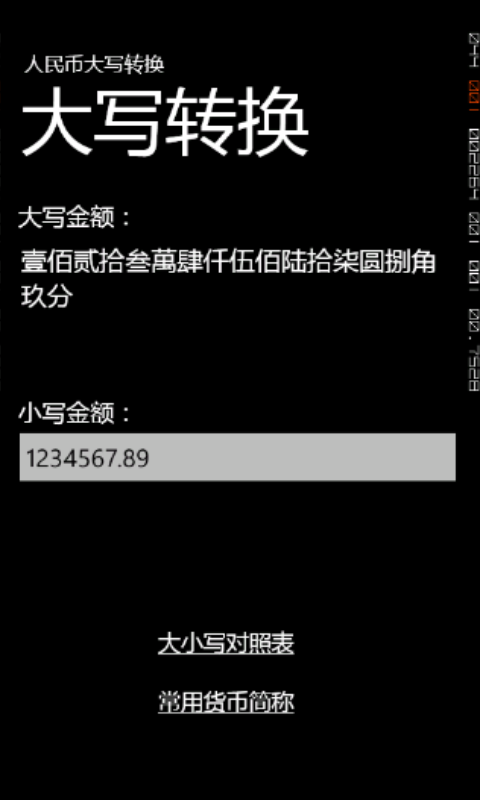 人民币大写转换
大写转换
大写金额：
壹佰贰拾叁萬肆仟伍佰陆拾柒圆捌角
玖分
小写金额：
1234567.89
大小写对照表
常用货币简称
001
002264
001
001
00.7528